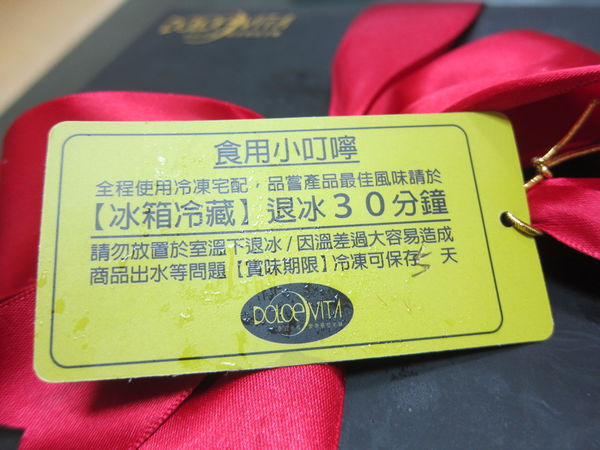 DOLCE VITA
食用小叮嚀
全程使用冷凍宅配，品嘗產品最佳風味請於
【冰箱冷藏】退冰３０分鐘
請勿放置於室溫下退冰/因溫差過大容易造成
商品出水等問題【賞味期限】冷凍可保存5天
DOLCE VITA